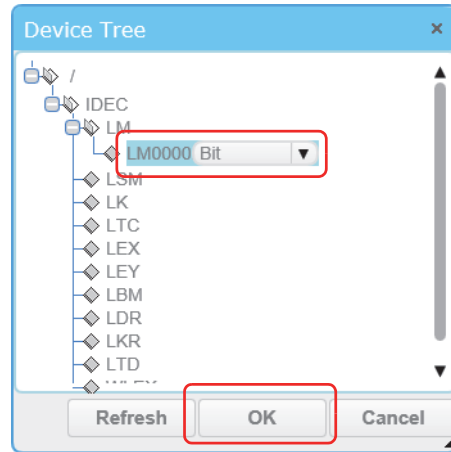 Device Tree ×
/
IDEC
LM
LM0000 Bit ▼
LSM
LK
LTC
LEX
LEY
LBM
LDR
LKR
LTD
Refresh OK Cancel